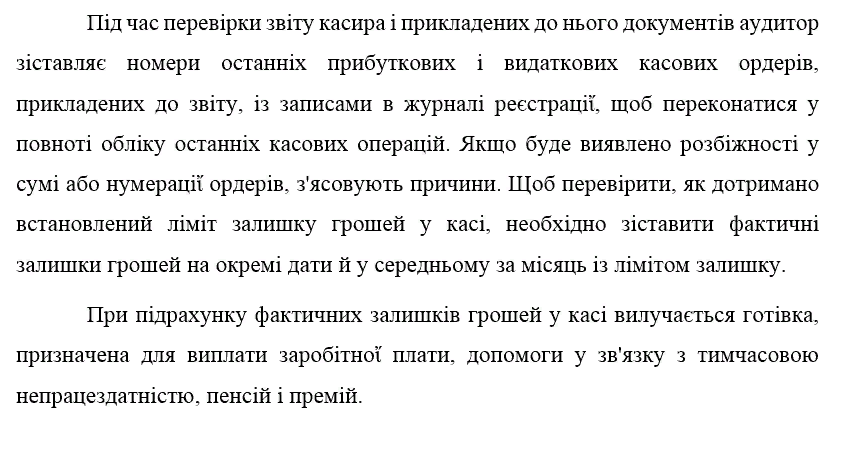 Під час перевірки звіту касира і прикладених до нього документів аудитор
зіставляє номери останніх прибуткових і видаткових касових ордерів,
прикладених до звіту, із записами в журналі реєстрації, щоб переконатися у
повноті обліку останніх касових операцій. Якщо буде виявлено розбіжності у
сумі або нумерації ордерів, з'ясовують причини. Щоб перевірити, як дотримано
встановлений ліміт залишку грошей у касі, необхідно зіставити фактичні
залишки грошей на окремі дати й у середньому за місяць із лімітом залишку.
При підрахунку фактичних залишків грошей у касі вилучається готівка,
призначена для виплати заробітної плати, допомоги у зв'язку з тимчасовою
непрацездатністю, пенсій і премій.